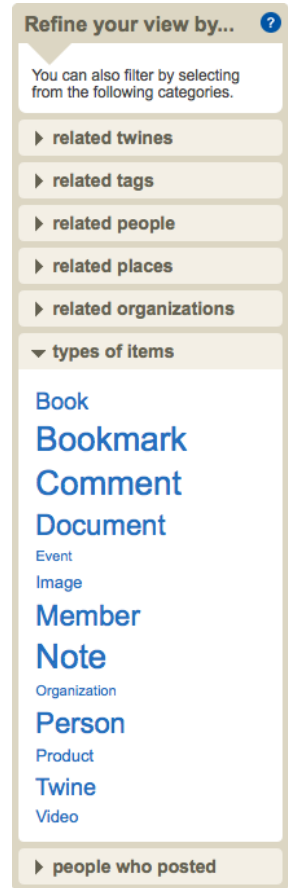 Refine your view by... ?
You can also filter by selecting
from the following categories.
related twines
related tags
related people
related places
related organizations
types of items
Book
Bookmark
Comment
Document
Event
Image
Member
Note
Organization
Person
Product
Twine
Video
people who posted